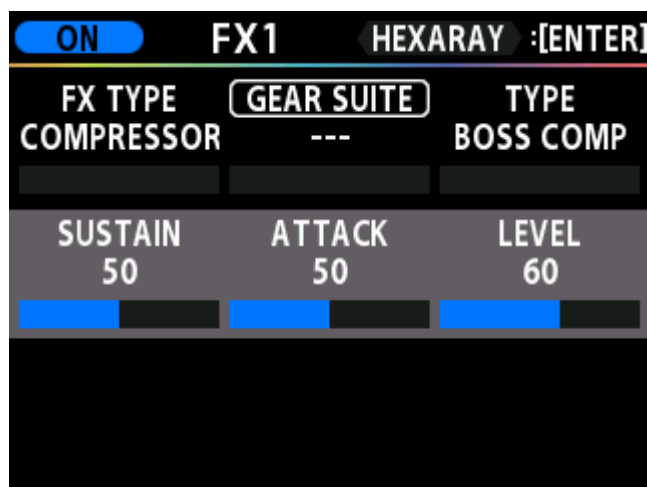 ON FX1 HEXARAY :[ENTER]
FX TYPE GEAR SUITE TYPE
COMPRESSOR --- BOSS COMP
SUSTAIN ATTACK LEVEL
50 50 60